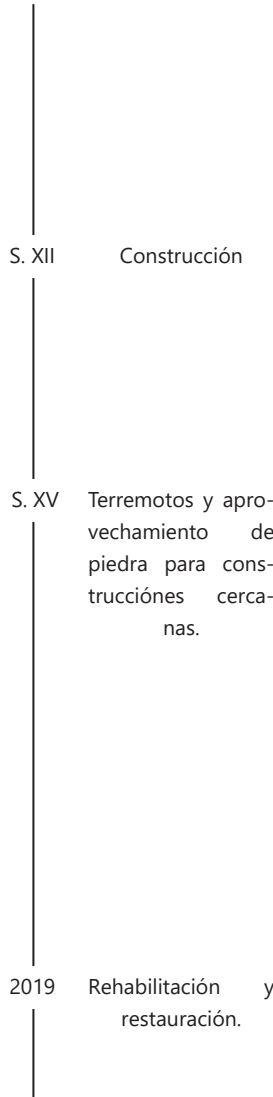 S. XII Construcción
S. XV Terremotos y apro-
vechamiento de
piedra para cons-
trucciónes cerca-
nas.
2019 Rehabilitación y
restauración.